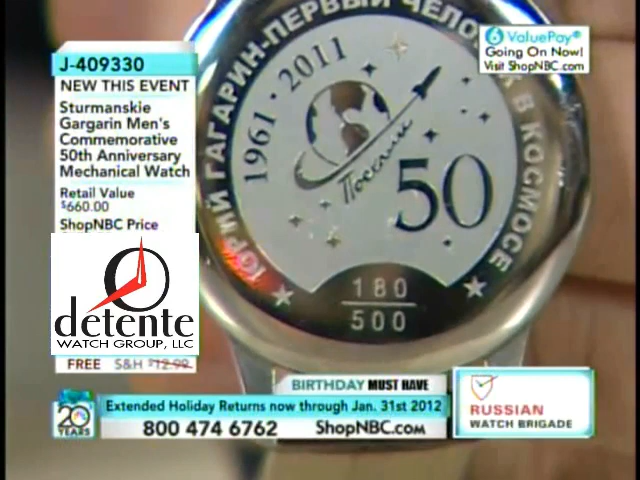 J-409330
NEW THIS EVENT
Sturmanskie
Gargarin Men's
Commemorative
50th Anniversary
Mechanical Watch
Retail Value
$660.00
ShopNBC Price
detente
WATCH GROUP, LLC
FREE S&H $12.99
6 ValuePay
Going On Now!
Visit ShopNBC.com
ЮРИЙ ГАГАРИН-ПЕРВЫЙ ЧЕЛОВЕК В КОСМОСЕ
1961 · 2011
Поехали
50
180
500
BIRTHDAY MUST HAVE
20
YEARS
Extended Holiday Returns now through Jan. 31st 2012
800 474 6762 ShopNBC.com
RUSSIAN
WATCH BRIGADE